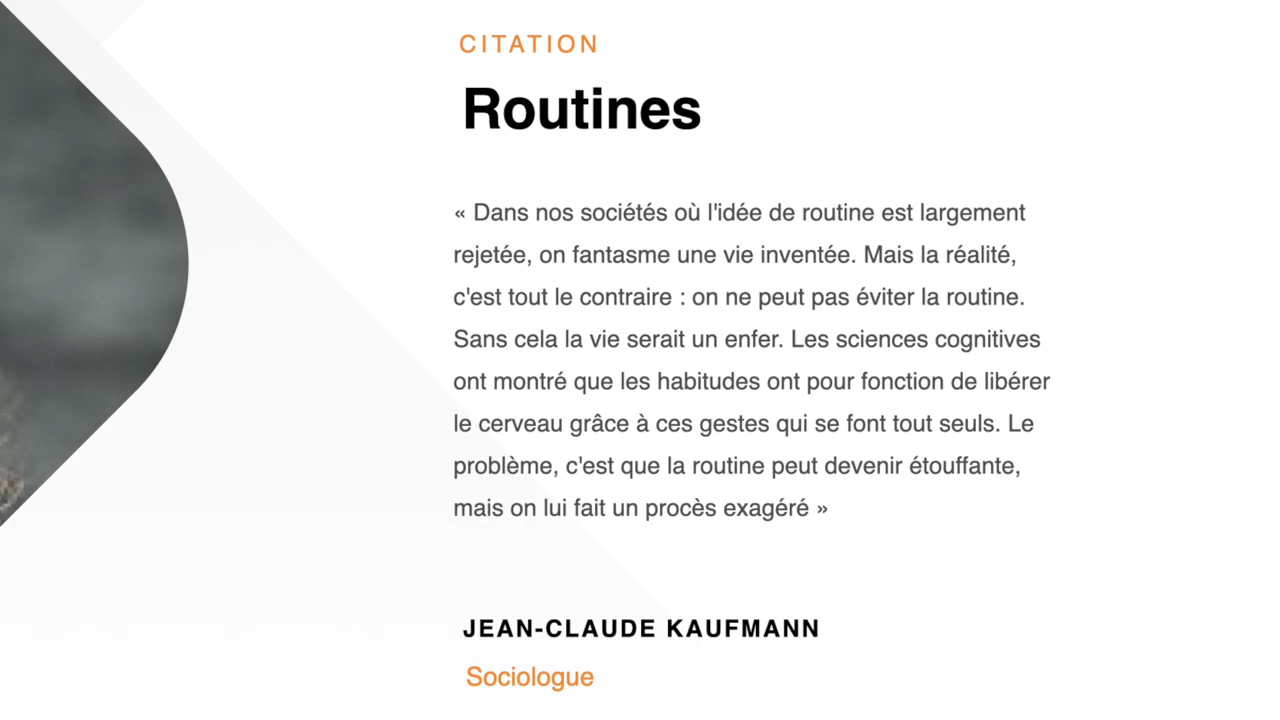 CITATION
Routines
« Dans nos sociétés où l'idée de routine est largement
rejetée, on fantasme une vie inventée. Mais la réalité,
c'est tout le contraire : on ne peut pas éviter la routine.
Sans cela la vie serait un enfer. Les sciences cognitives
ont montré que les habitudes ont pour fonction de libérer
le cerveau grâce à ces gestes qui se font tout seuls. Le
problème, c'est que la routine peut devenir étouffante,
mais on lui fait un procès exagéré »
JEAN-CLAUDE KAUFMANN
Sociologue